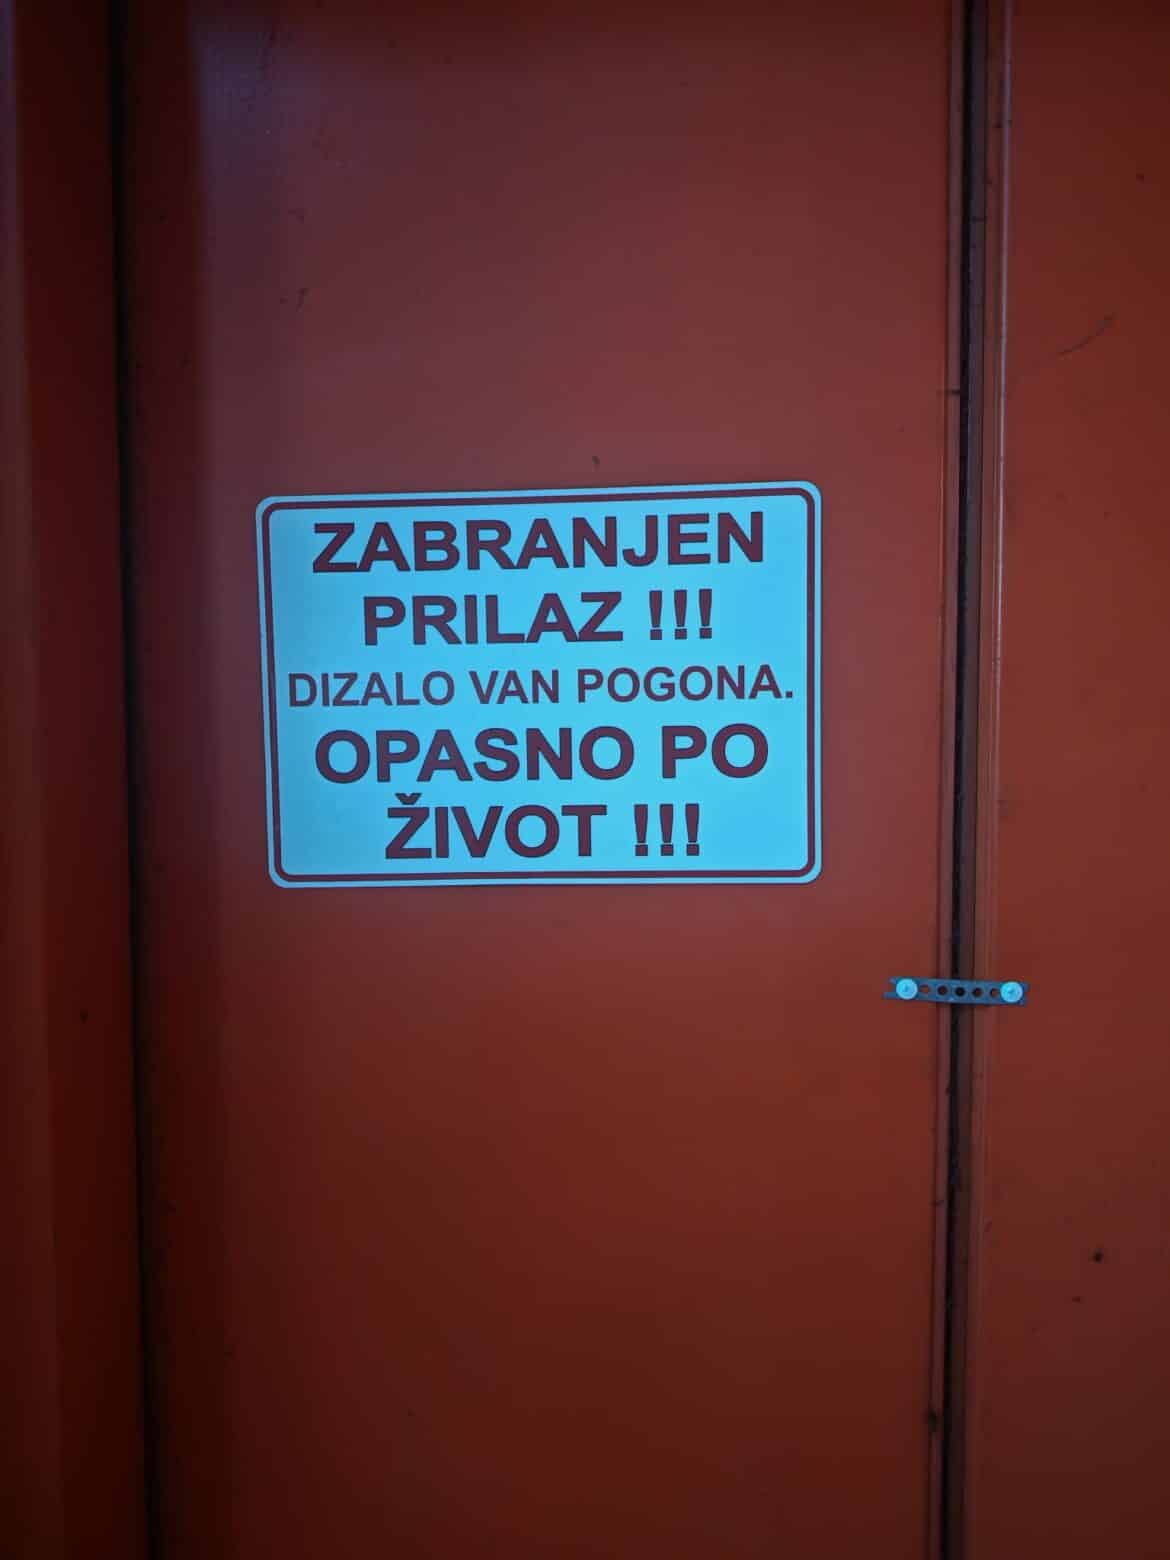 ZABRANJEN
PRILAZ !!!
DIZALO VAN POGONA.
OPASNO PO
ŽIVOT !!!